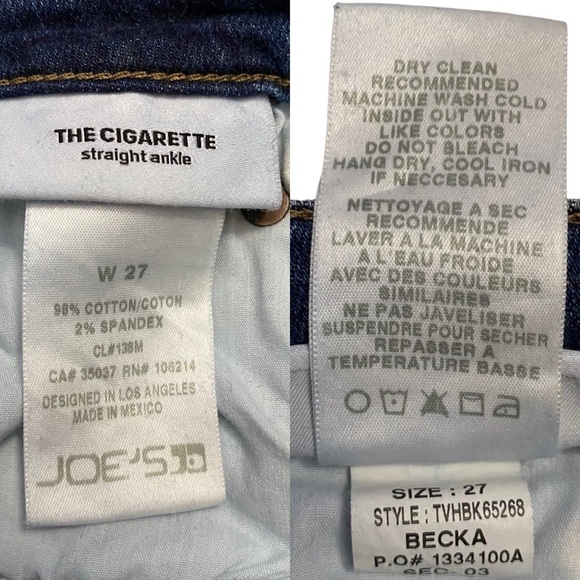 THE CIGARETTE
straight ankle
W 27
98% COTTON/COTON
2% SPANDEX
CL#138M
CA# 35037 RN# 106214
DESIGNED IN LOS ANGELES
MADE IN MEXICO
JOE'S
DRY CLEAN
RECOMMENDED
MACHINE WASH COLD
INSIDE OUT WITH
LIKE COLORS
DO NOT BLEACH
HANG DRY, COOL IRON
IF NECCESARY
NETTOYAGE A SEC
RECOMMENDE
LAVER A LA MACHINE
A L'EAU FROIDE
AVEC DES COULEURS
SIMILAIRES
NE PAS JAVELISER
SUSPENDRE POUR SECHER
REPASSER A
TEMPERATURE BASSE
SIZE : 27
STYLE : TVHBK65268
BECKA
P.O# 1334100A
SEC- 03